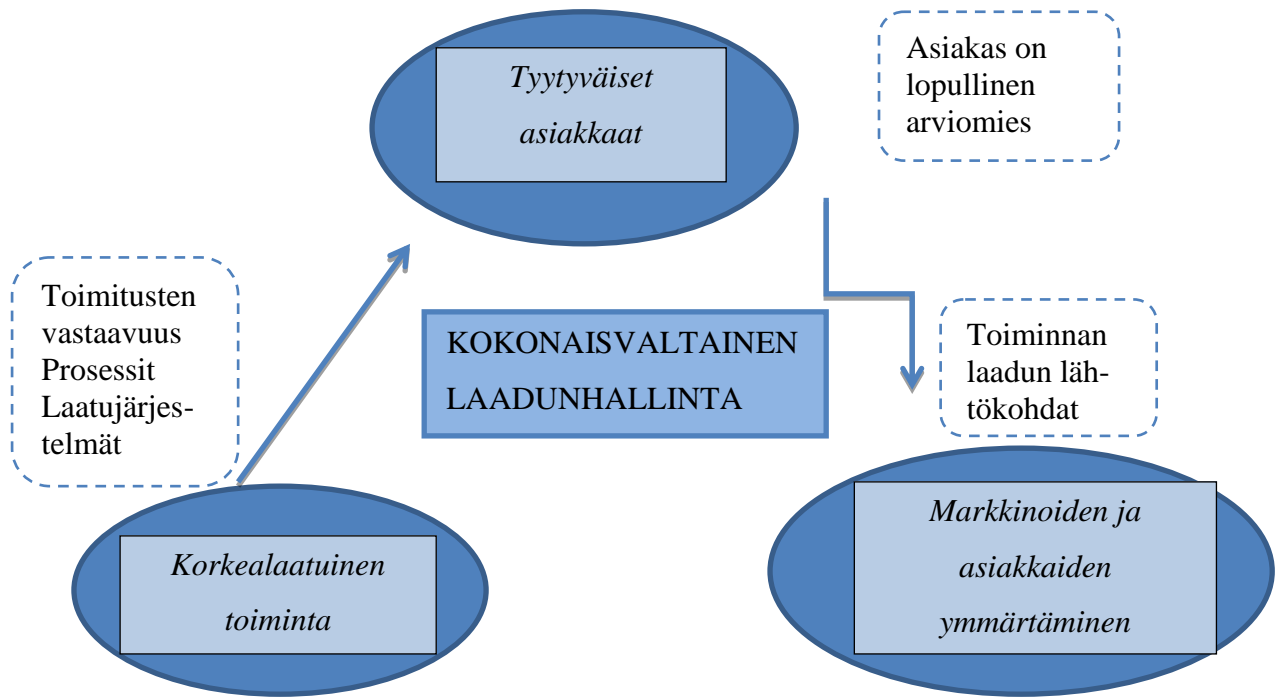 Tyytyväiset
asiakkaat
Asiakas on
lopullinen
arviomies
Toimitusten
vastaavuus
Prosessit
Laatujärjes-
telmät
KOKONAISVALTAINEN
LAADUNHALLINTA
Toiminnan
laadun läh-
tökohdat
Korkealaatuinen
toiminta
Markkinoiden ja
asiakkaiden
ymmärtäminen